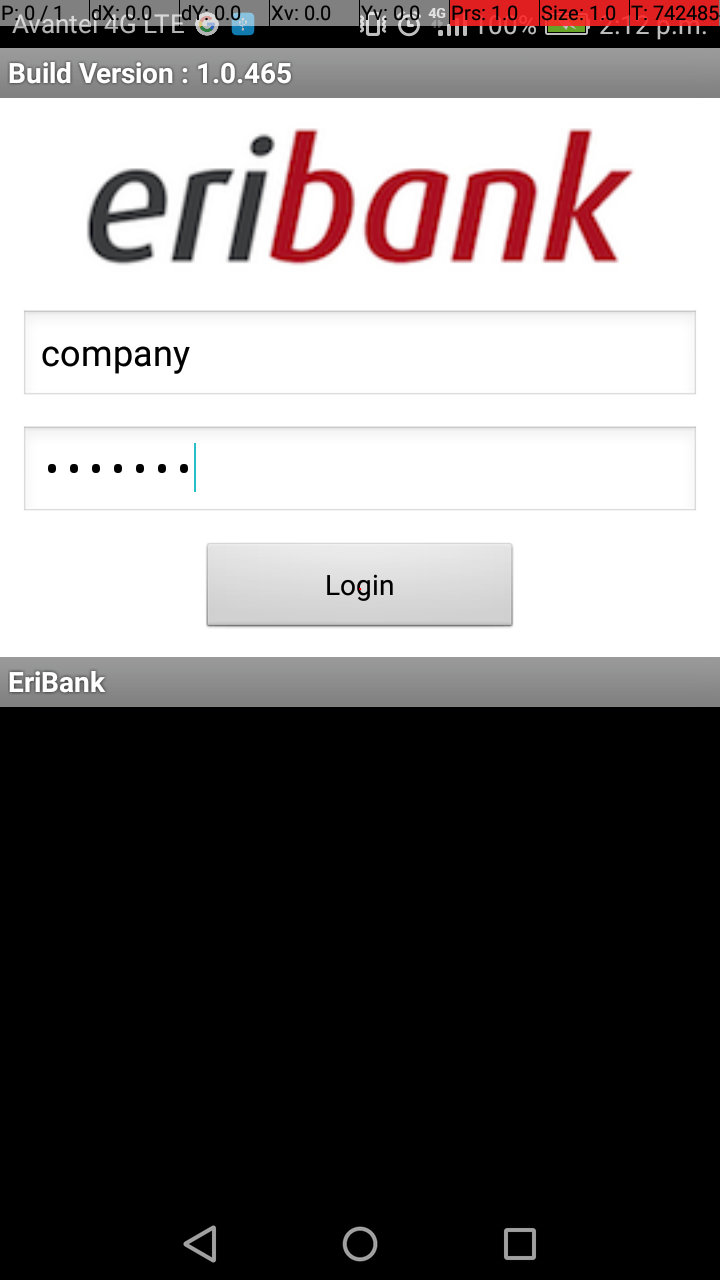 P: 0 / 1 dX: 0.0 dY: 0.0 Xv: 0.0 Yv: 0.0 Prs: 1.0 Size: 1.0 T: 742485
Avantel 4G LTE 4G 100% 2:12 p.m.
Build Version : 1.0.465
eribank
company
•••••••
Login
EriBank